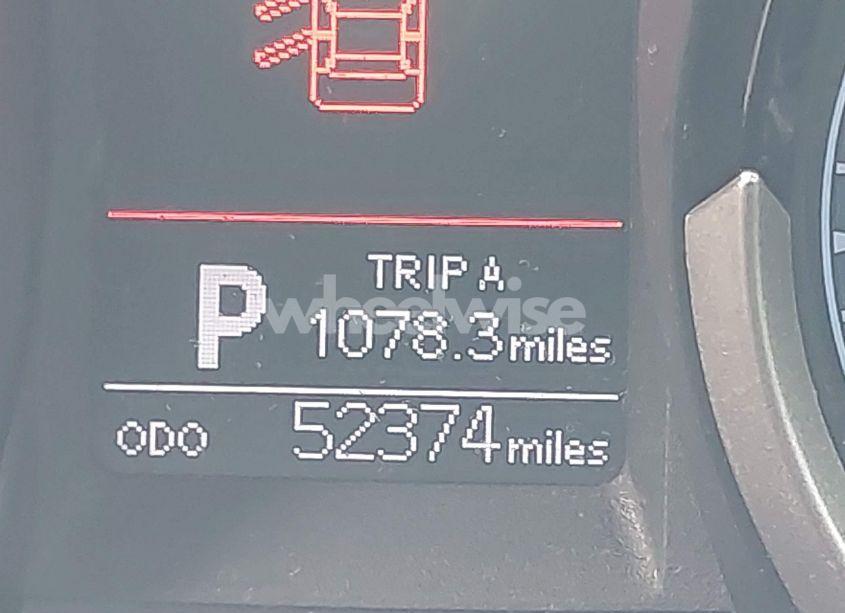 TRIP A
P
wheelwise
1078.3 miles
ODO 52374 miles